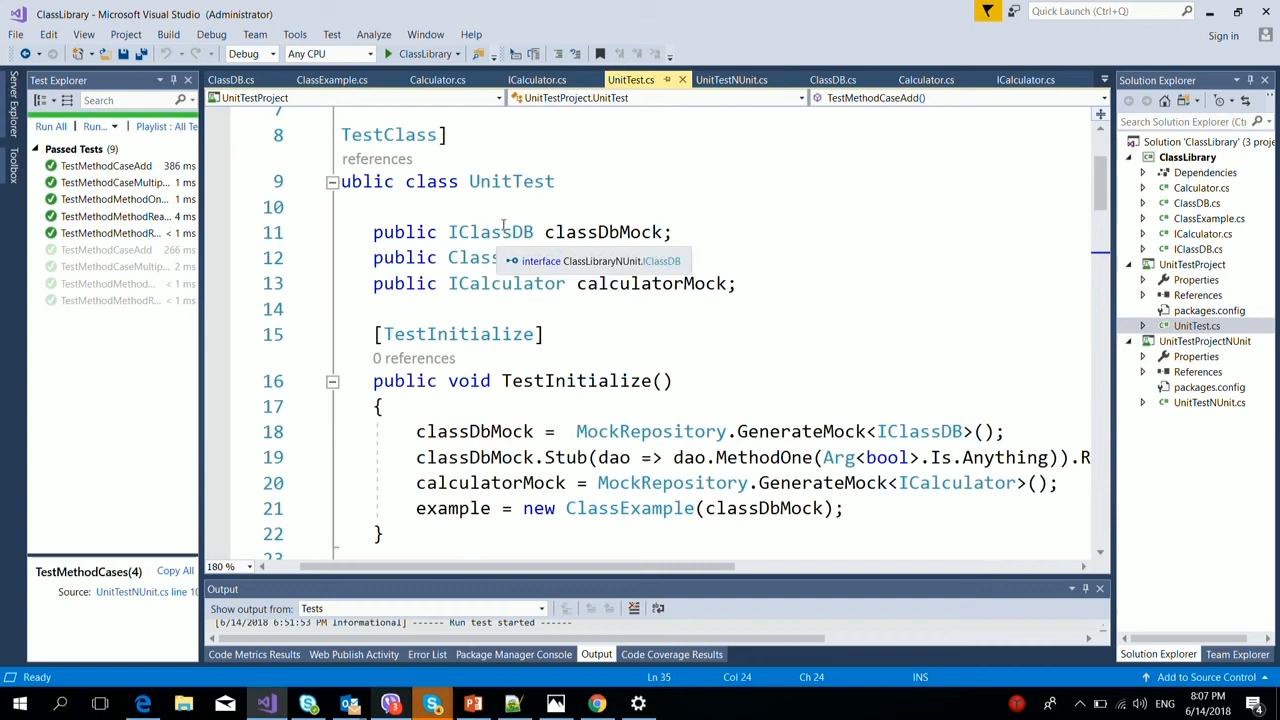 ClassLibrary - Microsoft Visual Studio (Administrator)
Quick Launch (Ctrl+Q)
File Edit View Project Build Debug Team Tools Test Analyze Window Help
Sign in
Debug Any CPU ClassLibrary
Server Explorer
Toolbox
Test Explorer
Search
Run All Run... Playlist : All Te
Passed Tests (9)
TestMethodCaseAdd 386 ms
TestMethodCaseMultip... 1 ms
TestMethodMethodOn... 1 ms
TestMethodMethodRea... 4 ms
TestMethodMethodR... < 1 ms
TestMethodCaseAdd 266 ms
TestMethodCaseMultip... 2 ms
TestMethodMethod... < 1 ms
TestMethodMethodR... < 1 ms
TestMethodCases(4) Copy All
Source: UnitTestNUnit.cs line 10
ClassDB.cs ClassExample.cs Calculator.cs ICalculator.cs UnitTest.cs UnitTestNUnit.cs ClassDB.cs Calculator.cs ICalculator.cs
UnitTestProject UnitTestProject.UnitTest TestMethodCaseAdd()
7
8 TestClass]
references
9 ublic class UnitTest
10
11 public IClassDB classDbMock;
12 public Clas
interface ClassLibraryNUnit.IClassDB
13 public ICalculator calculatorMock;
14
15 [TestInitialize]
0 references
16 public void TestInitialize()
17 {
18 classDbMock = MockRepository.GenerateMock<IClassDB>();
19 classDbMock.Stub(dao => dao.MethodOne(Arg<bool>.Is.Anything)).R
20 calculatorMock = MockRepository.GenerateMock<ICalculator>();
21 example = new ClassExample(classDbMock);
22 }
23
180 %
Output
Show output from: Tests
[6/14/2018 6:51:53 PM Informational] ------ Run test started ------
Code Metrics Results Web Publish Activity Error List Package Manager Console Output Code Coverage Results
Solution Explorer
Search Solution Explorer (Ct
Solution 'ClassLibrary' (3 proje
ClassLibrary
Dependencies
Calculator.cs
ClassDB.cs
ClassExample.cs
ICalculator.cs
IClassDB.cs
UnitTestProject
Properties
References
packages.config
UnitTest.cs
UnitTestProjectNUnit
Properties
References
packages.config
UnitTestNUnit.cs
Solution Explorer Team Explorer
Ready Ln 35 Col 24 Ch 24 INS Add to Source Control
ENG
8:07 PM
6/14/2018